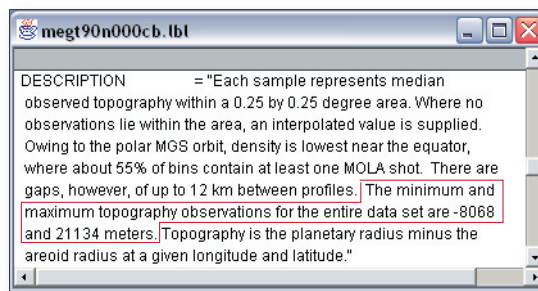 megt90n000cb.lbl
DESCRIPTION = "Each sample represents median
observed topography within a 0.25 by 0.25 degree area. Where no
observations lie within the area, an interpolated value is supplied.
Owing to the polar MGS orbit, density is lowest near the equator,
where about 55% of bins contain at least one MOLA shot. There are
gaps, however, of up to 12 km between profiles. The minimum and
maximum topography observations for the entire data set are -8068
and 21134 meters. Topography is the planetary radius minus the
areoid radius at a given longitude and latitude."